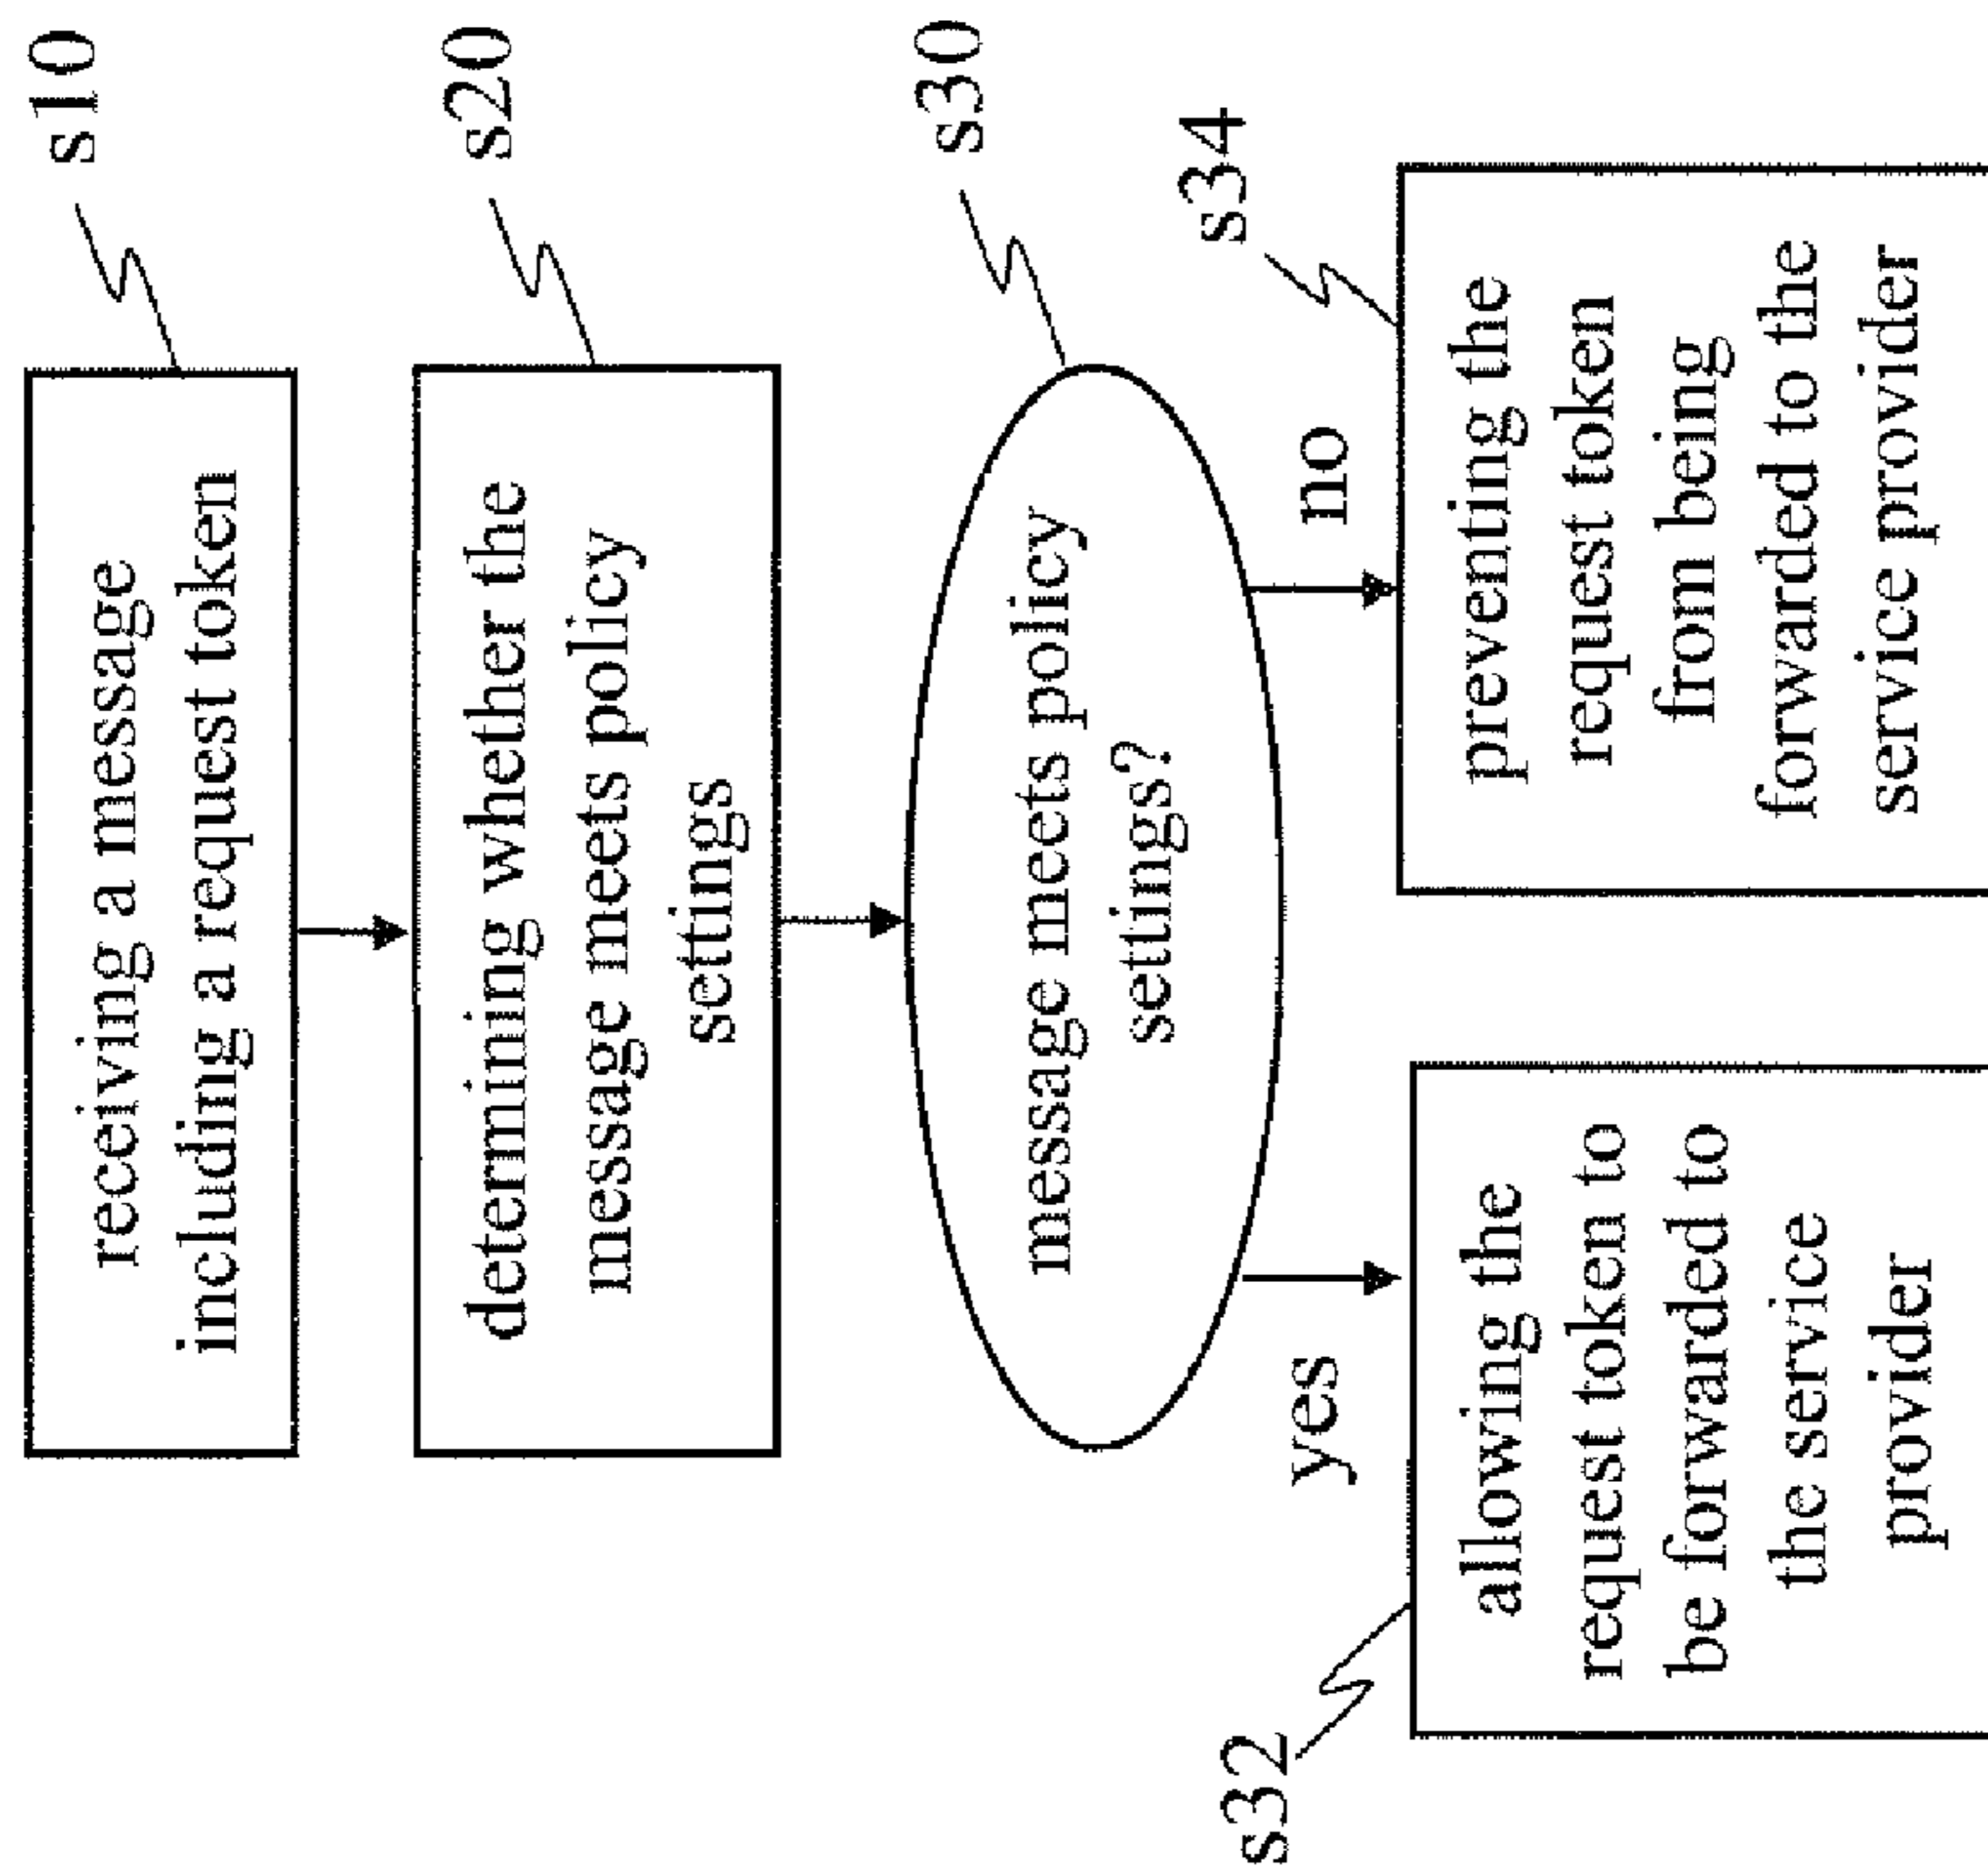 receiving a message
including a request token
s10
determining whether the
message meets policy
settings
s20
message meets policy
settings?
s30
yes
no
s32
allowing the
request token to
be forwarded to
the service
provider
s34
preventing the
request token
from being
forwarded to the
service provider